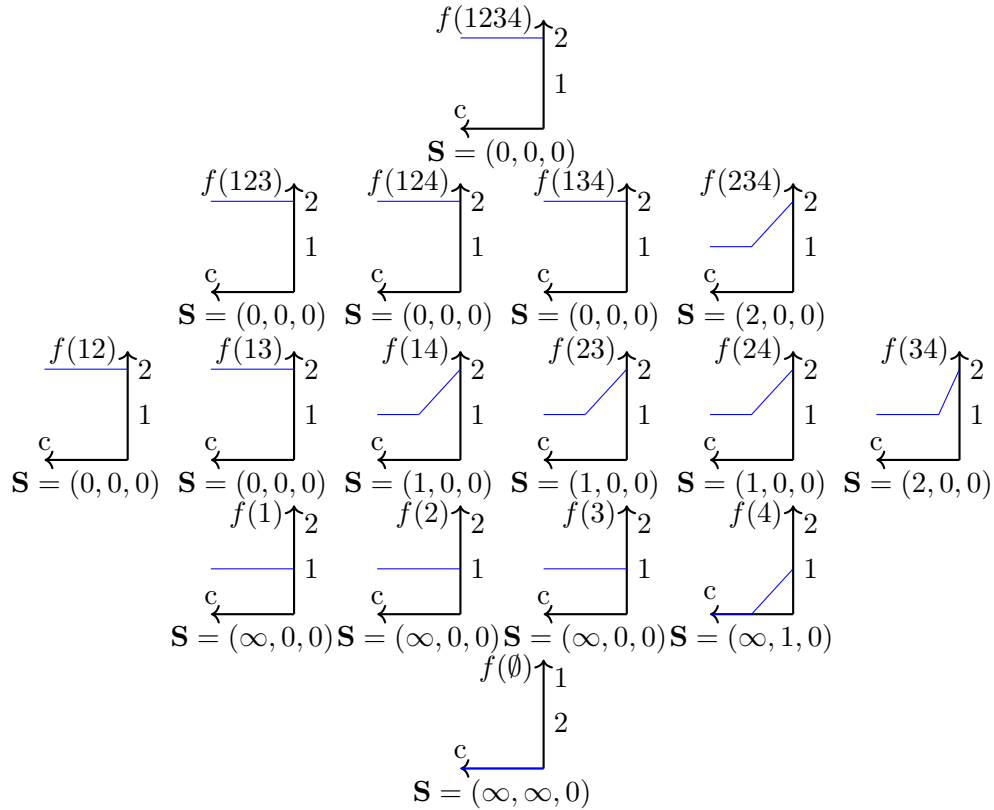 f(1234)
2
1
c
S = (0, 0, 0)
f(123) 2 1 c S = (0, 0, 0)
f(124) 2 1 c S = (0, 0, 0)
f(134) 2 1 c S = (0, 0, 0)
f(234) 2 1 c S = (2, 0, 0)
f(12) 2 1 c S = (0, 0, 0)
f(13) 2 1 c S = (0, 0, 0)
f(14) 2 1 c S = (1, 0, 0)
f(23) 2 1 c S = (1, 0, 0)
f(24) 2 1 c S = (1, 0, 0)
f(34) 2 1 c S = (2, 0, 0)
f(1) 2 1 c S = (∞, 0, 0)
f(2) 2 1 c S = (∞, 0, 0)
f(3) 2 1 c S = (∞, 0, 0)
f(4) 2 1 c S = (∞, 1, 0)
f(∅)
1
2
c
S = (∞, ∞, 0)